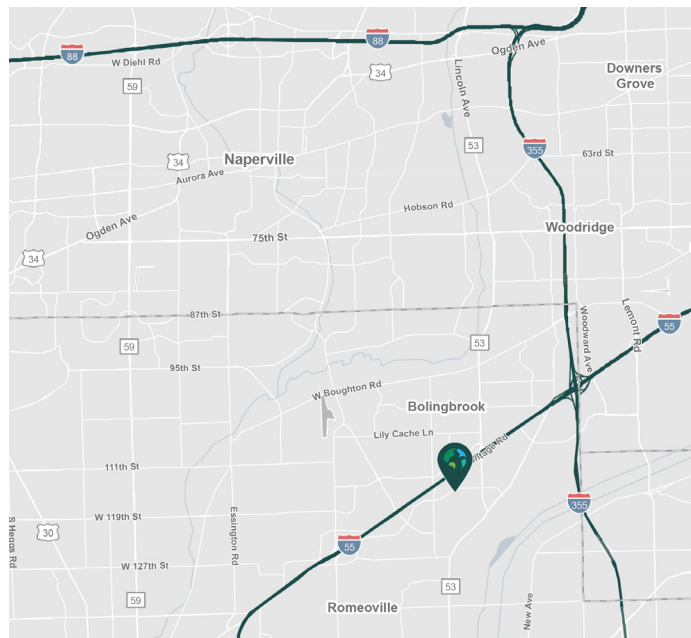 Ogden Ave
88
88
W Diehl Rd
34
59
Lincoln Ave
Downers
Grove
53
355
63rd St
34
Naperville
Aurora Ave
Hobson Rd
Ogden Ave
75th St
Woodridge
34
87th St
Woodward Ave
Lemont Rd
55
59
53
95th St
W Boughton Rd
Bolingbrook
Lily Cache Ln
111th St
S Heggs Rd
30
W 119th St
Essington Rd
355
55
W 127th St
59
53
Romeoville
New Ave